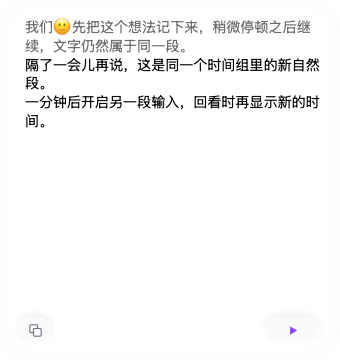 我们🙂先把这个想法记下来，稍微停顿之后继
续，文字仍然属于同一段。
隔了一会儿再说，这是同一个时间组里的新自然
段。
一分钟后开启另一段输入，回看时再显示新的时
间。